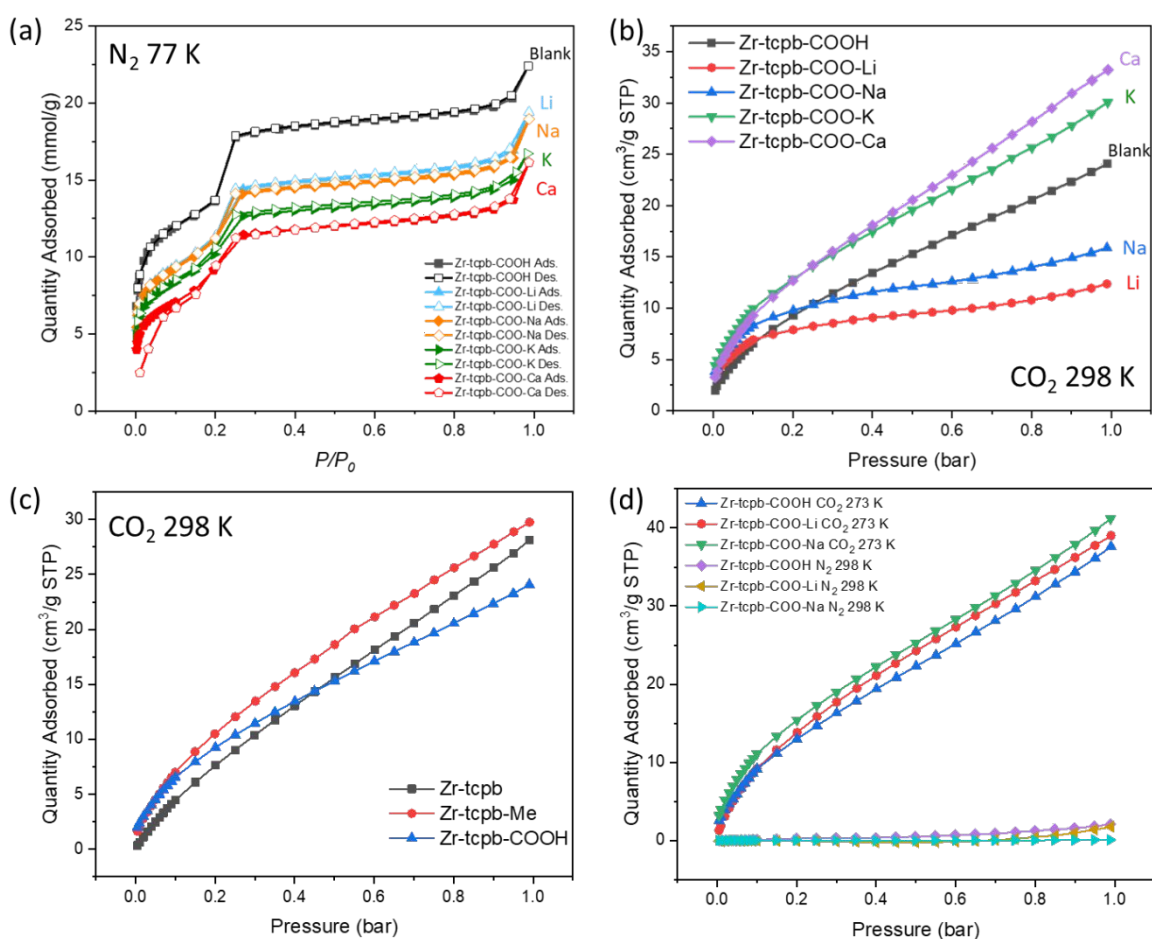 (a)
N₂ 77 K
Blank
Li
Na
K
Ca
Zr-tcpb-COOH Ads.
Zr-tcpb-COOH Des.
Zr-tcpb-COO-Li Ads.
Zr-tcpb-COO-Li Des.
Zr-tcpb-COO-Na Ads.
Zr-tcpb-COO-Na Des.
Zr-tcpb-COO-K Ads.
Zr-tcpb-COO-K Des.
Zr-tcpb-COO-Ca Ads.
Zr-tcpb-COO-Ca Des.
Quantity Adsorbed (mmol/g)
25
20
15
10
5
0
0.0 0.2 0.4 0.6 0.8 1.0
P/P₀
(b)
Zr-tcpb-COOH
Zr-tcpb-COO-Li
Zr-tcpb-COO-Na
Zr-tcpb-COO-K
Zr-tcpb-COO-Ca
Ca
K
Blank
Na
Li
CO₂ 298 K
Quantity Adsorbed (cm³/g STP)
35
30
25
20
15
10
5
0
0.0 0.2 0.4 0.6 0.8 1.0
Pressure (bar)
(c)
CO₂ 298 K
Zr-tcpb
Zr-tcpb-Me
Zr-tcpb-COOH
Quantity Adsorbed (cm³/g STP)
30
25
20
15
10
5
0
0.0 0.2 0.4 0.6 0.8 1.0
Pressure (bar)
(d)
Zr-tcpb-COOH CO₂ 273 K
Zr-tcpb-COO-Li CO₂ 273 K
Zr-tcpb-COO-Na CO₂ 273 K
Zr-tcpb-COOH N₂ 298 K
Zr-tcpb-COO-Li N₂ 298 K
Zr-tcpb-COO-Na N₂ 298 K
Quantity Adsorbed (cm³/g STP)
40
30
20
10
0
0.0 0.2 0.4 0.6 0.8 1.0
Pressure (bar)